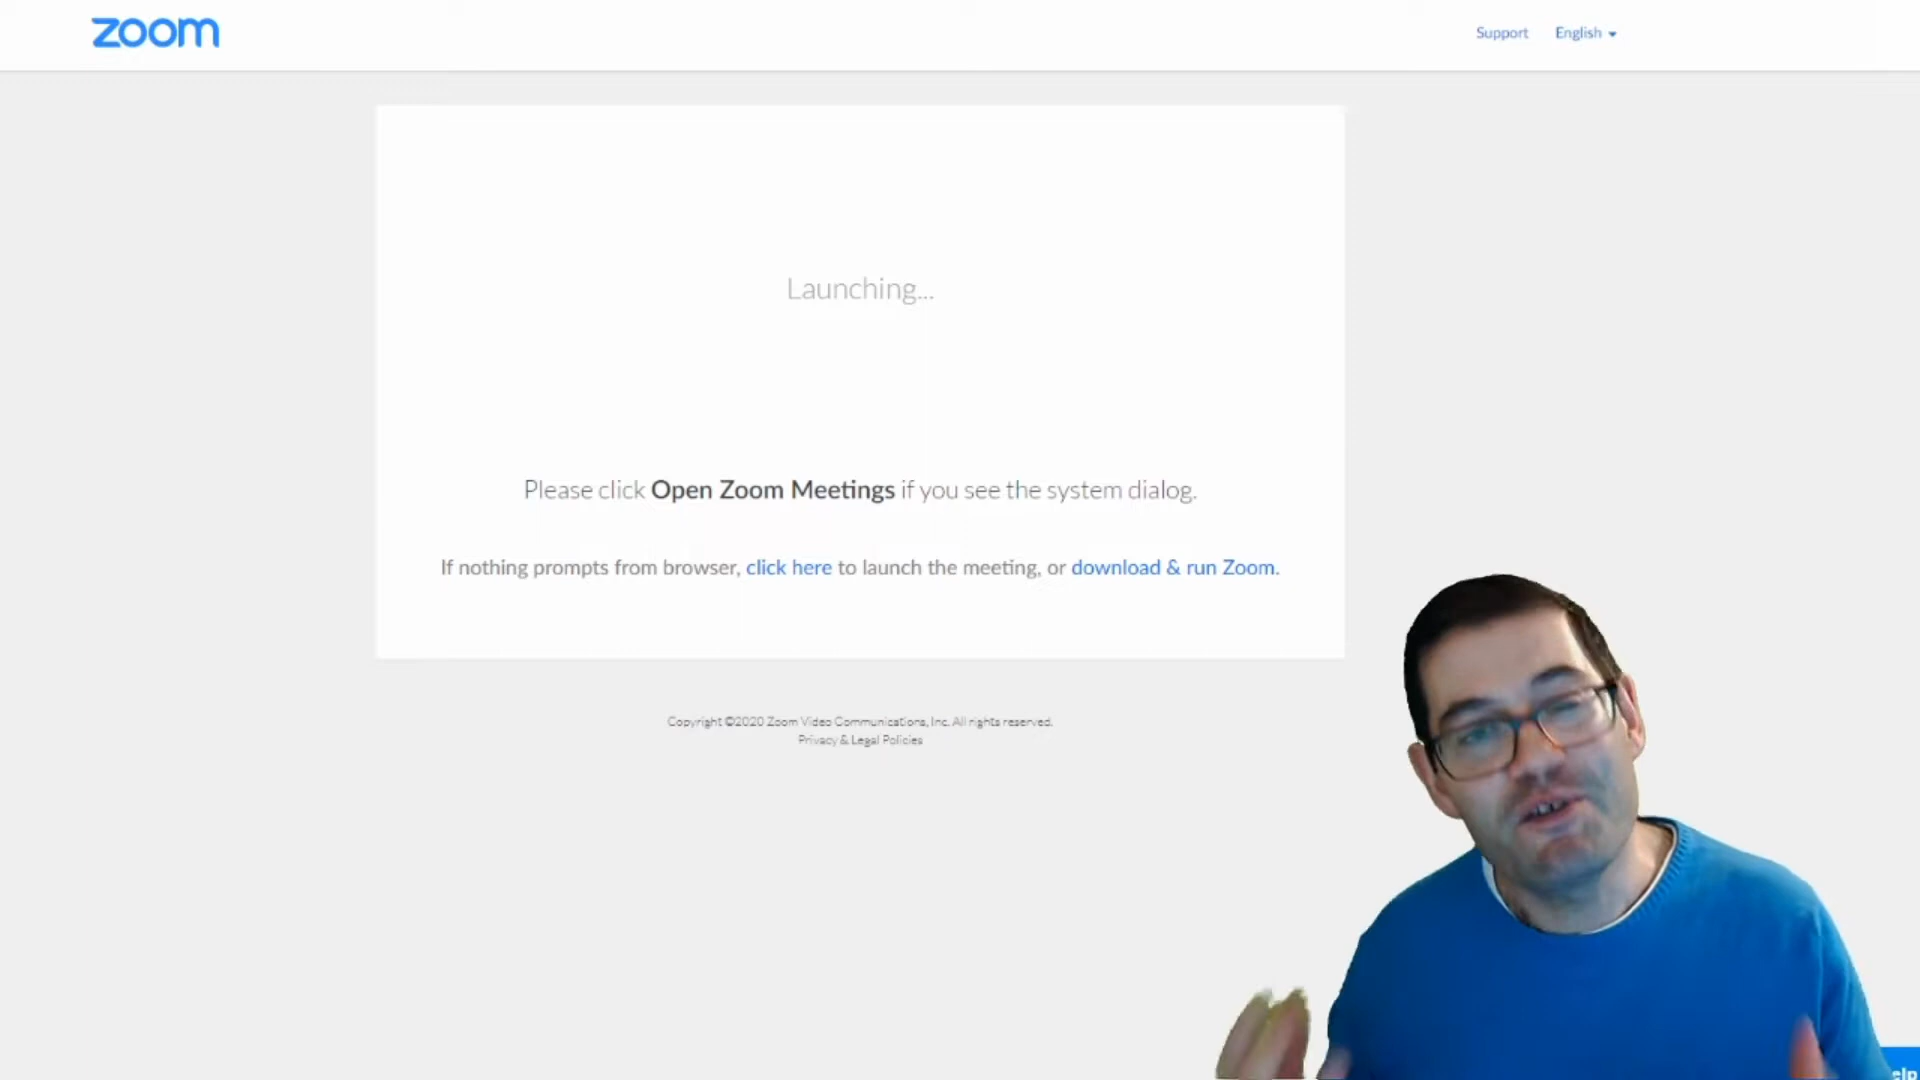 zoom
Support
English
Launching...
Please click Open Zoom Meetings if you see the system dialog.
If nothing prompts from browser, click here to launch the meeting, or download & run Zoom.
Copyright ©2020 Zoom Video Communications, Inc. All rights reserved.
Privacy & Legal Policies
elp